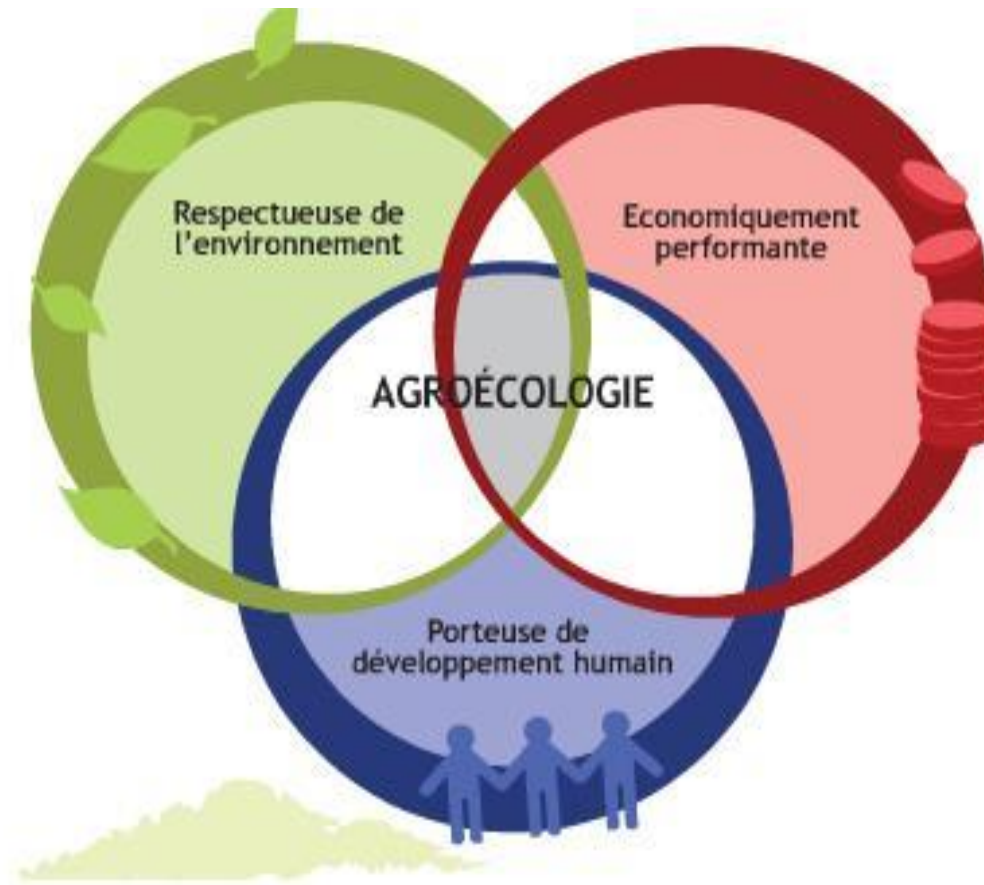 Respectueuse de
l'environnement
Economiquement
performante
AGROÉCOLOGIE
Porteuse de
développement humain